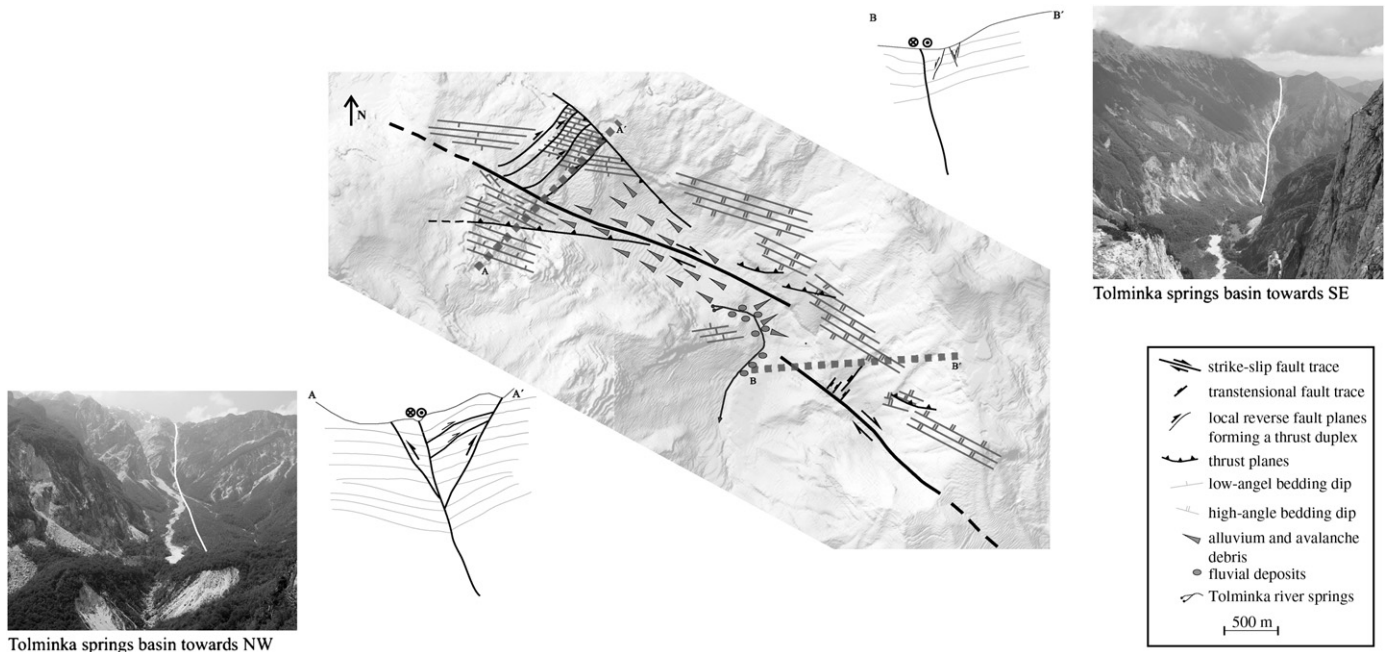 B
B'
N
A'
A
B
B'
Tolminka springs basin towards SE
A
A'
Tolminka springs basin towards NW
strike-slip fault trace
transtensional fault trace
local reverse fault planes
forming a thrust duplex
thrust planes
low-angel bedding dip
high-angle bedding dip
alluvium and avalanche
debris
fluvial deposits
Tolminka river springs
500 m